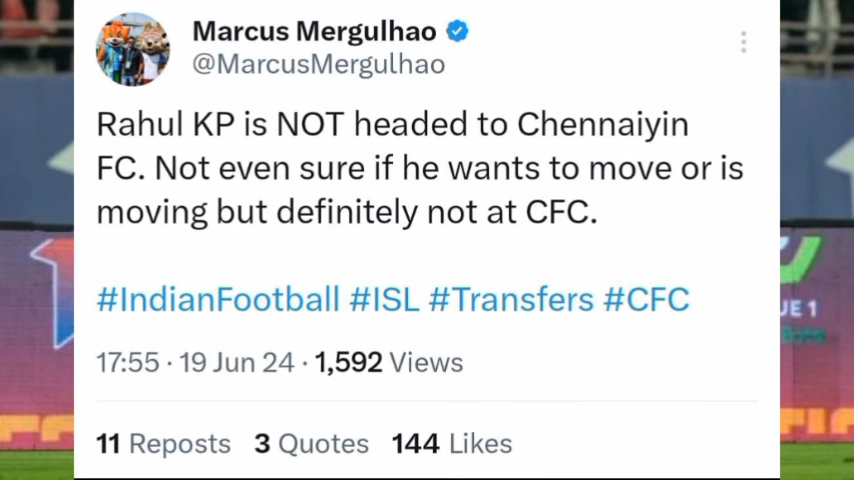 Marcus Mergulhao
@MarcusMergulhao
Rahul KP is NOT headed to Chennaiyin
FC. Not even sure if he wants to move or is
moving but definitely not at CFC.
#IndianFootball #ISL #Transfers #CFC
17:55 · 19 Jun 24 · 1,592 Views
11 Reposts 3 Quotes 144 Likes
UE 1